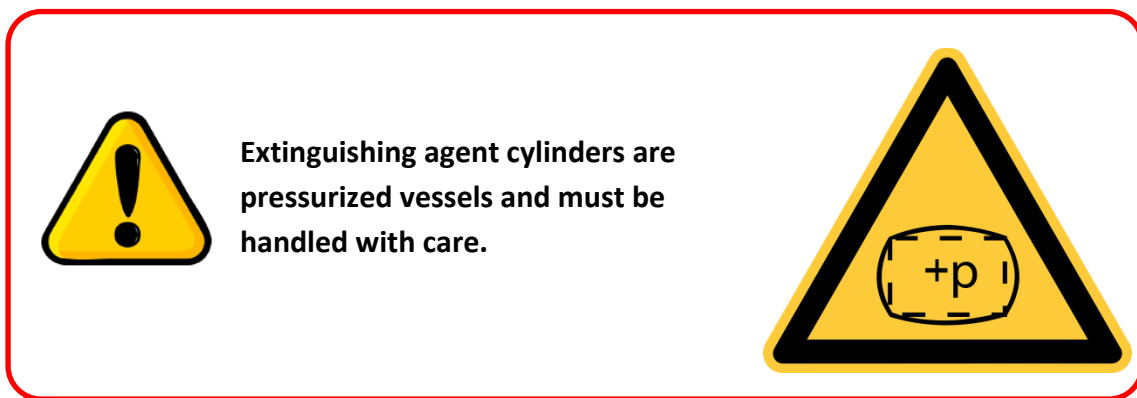 Extinguishing agent cylinders are
pressurized vessels and must be
handled with care.
+p